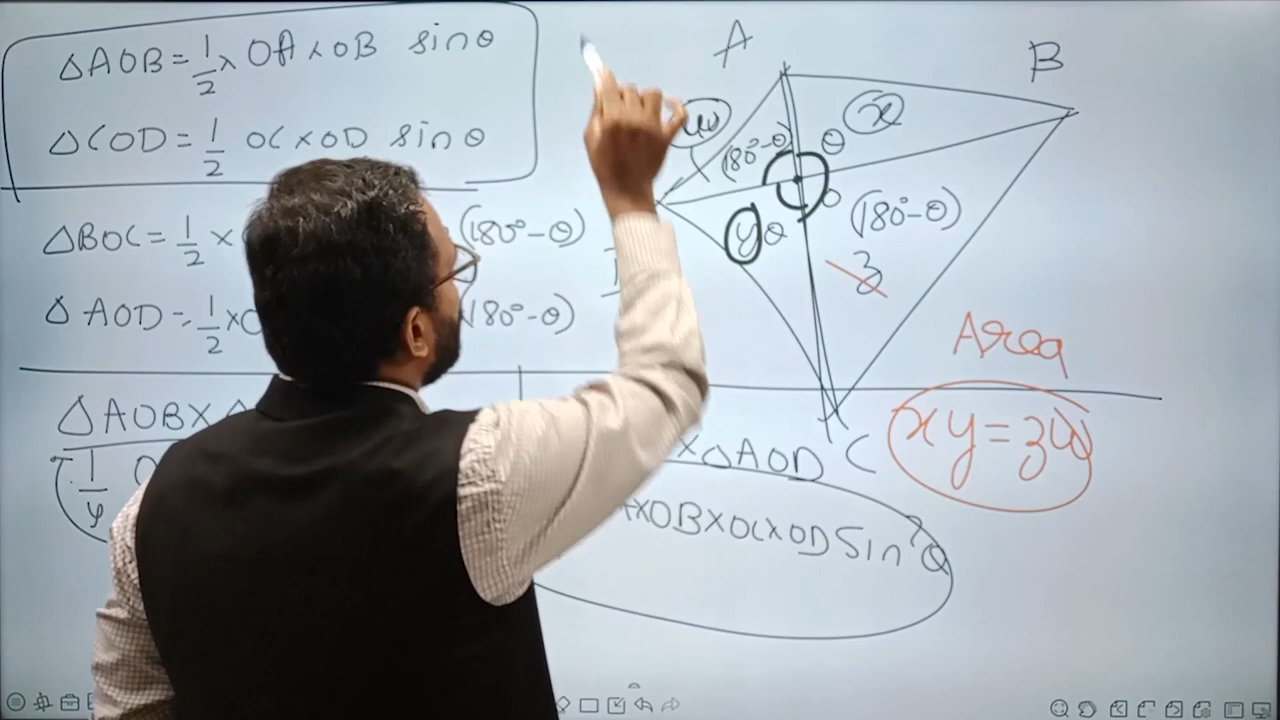 △AOB = 1/2 × OA × OB sinθ
△COD = 1/2 OC × OD sinθ
△BOC = 1/2 × (180°-θ)
△AOD = 1/2 × O (180°-θ)
△AOB ×
× △AOD
1/4 O
× OB × OC × OD Sin²θ
A
B
w
x
(180°-θ)
θ
O
y
θ
(180°-θ)
z
C
Area
xy = zw